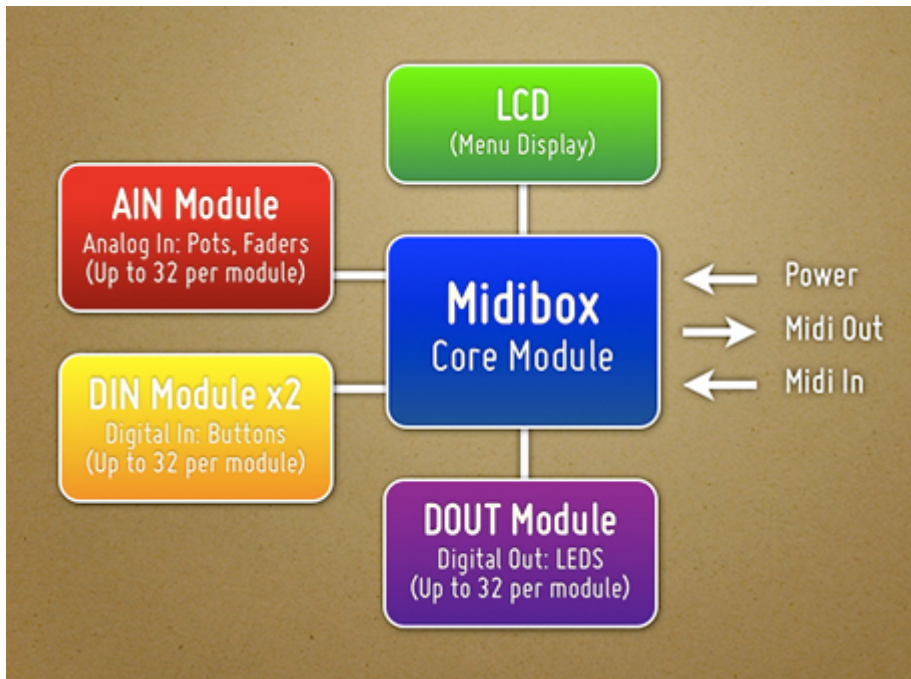 LCD
(Menu Display)
AIN Module
Analog In: Pots, Faders
(Up to 32 per module)
Midibox
Core Module
Power
Midi Out
Midi In
DIN Module x2
Digital In: Buttons
(Up to 32 per module)
DOUT Module
Digital Out: LEDS
(Up to 32 per module)